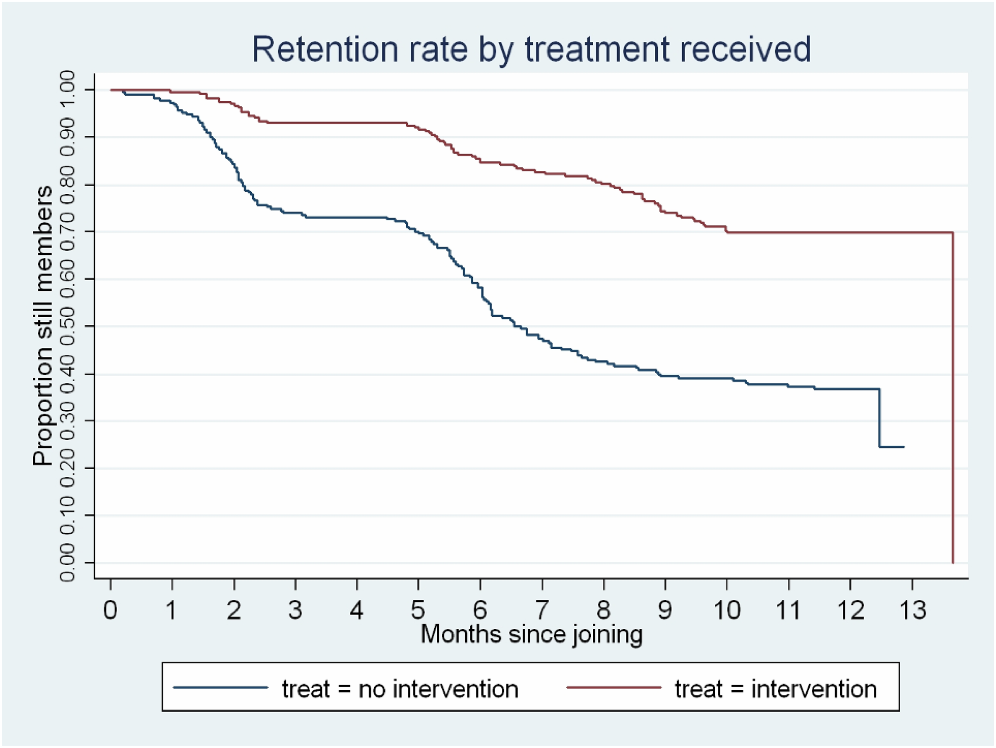 Retention rate by treatment received
Proportion still members
1.00
0.90
0.80
0.70
0.60
0.50
0.40
0.30
0.20
0.10
0.00
0 1 2 3 4 5 6 7 8 9 10 11 12 13
Months since joining
treat = no intervention treat = intervention